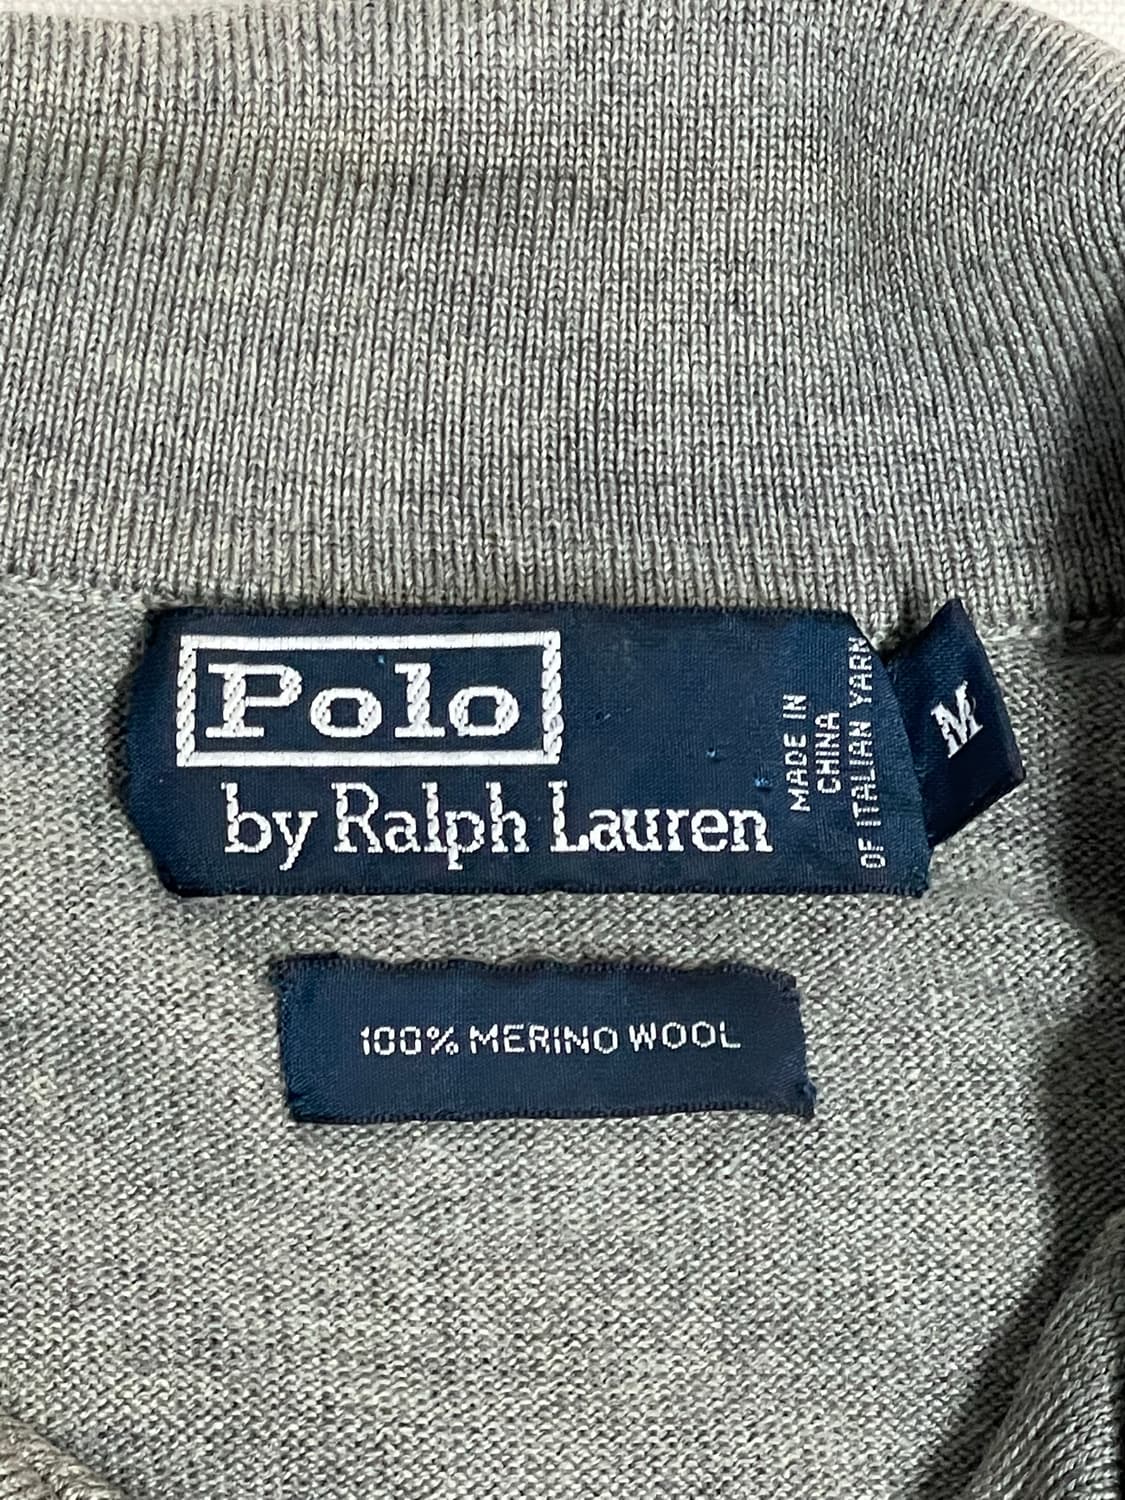 Polo
by Ralph Lauren
MADE IN
CHINA
OF ITALIAN YARN
M
100% MERINO WOOL